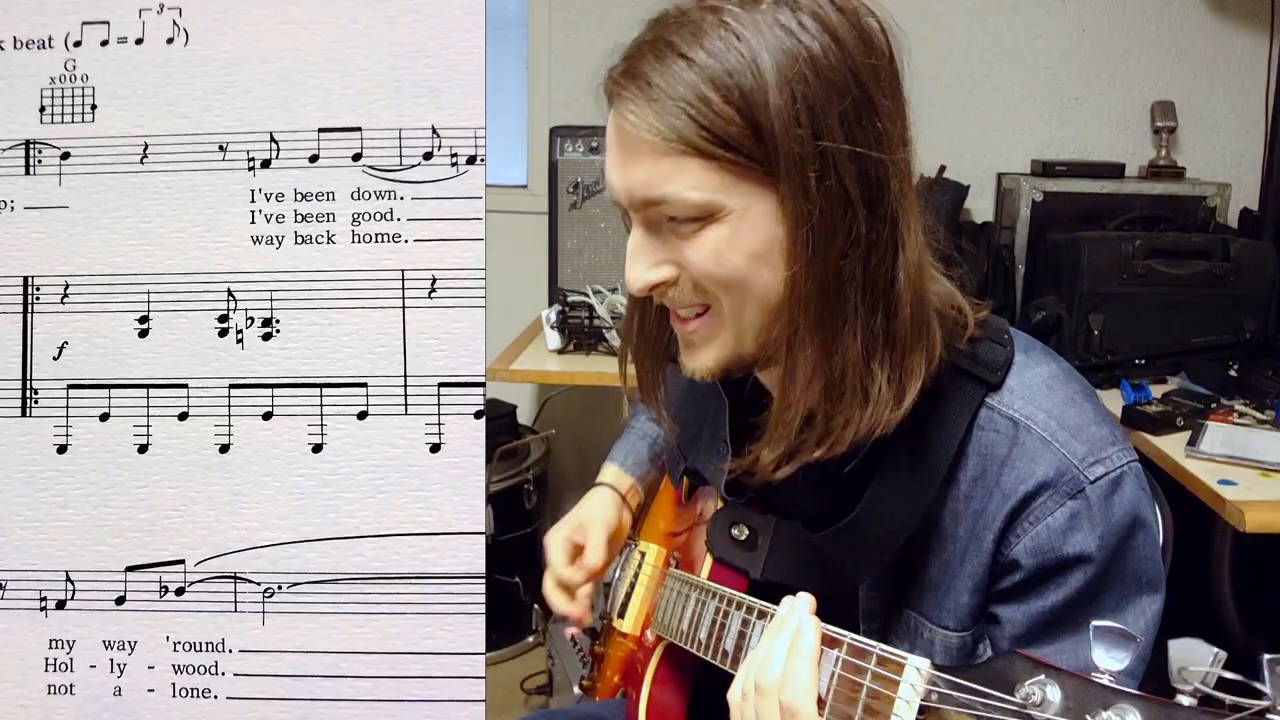 beat (♫=♩ ♪)
3
G
x000
I've been down.
I've been good.
way back home.
f
my way 'round.
Hol - ly - wood.
not a - lone.